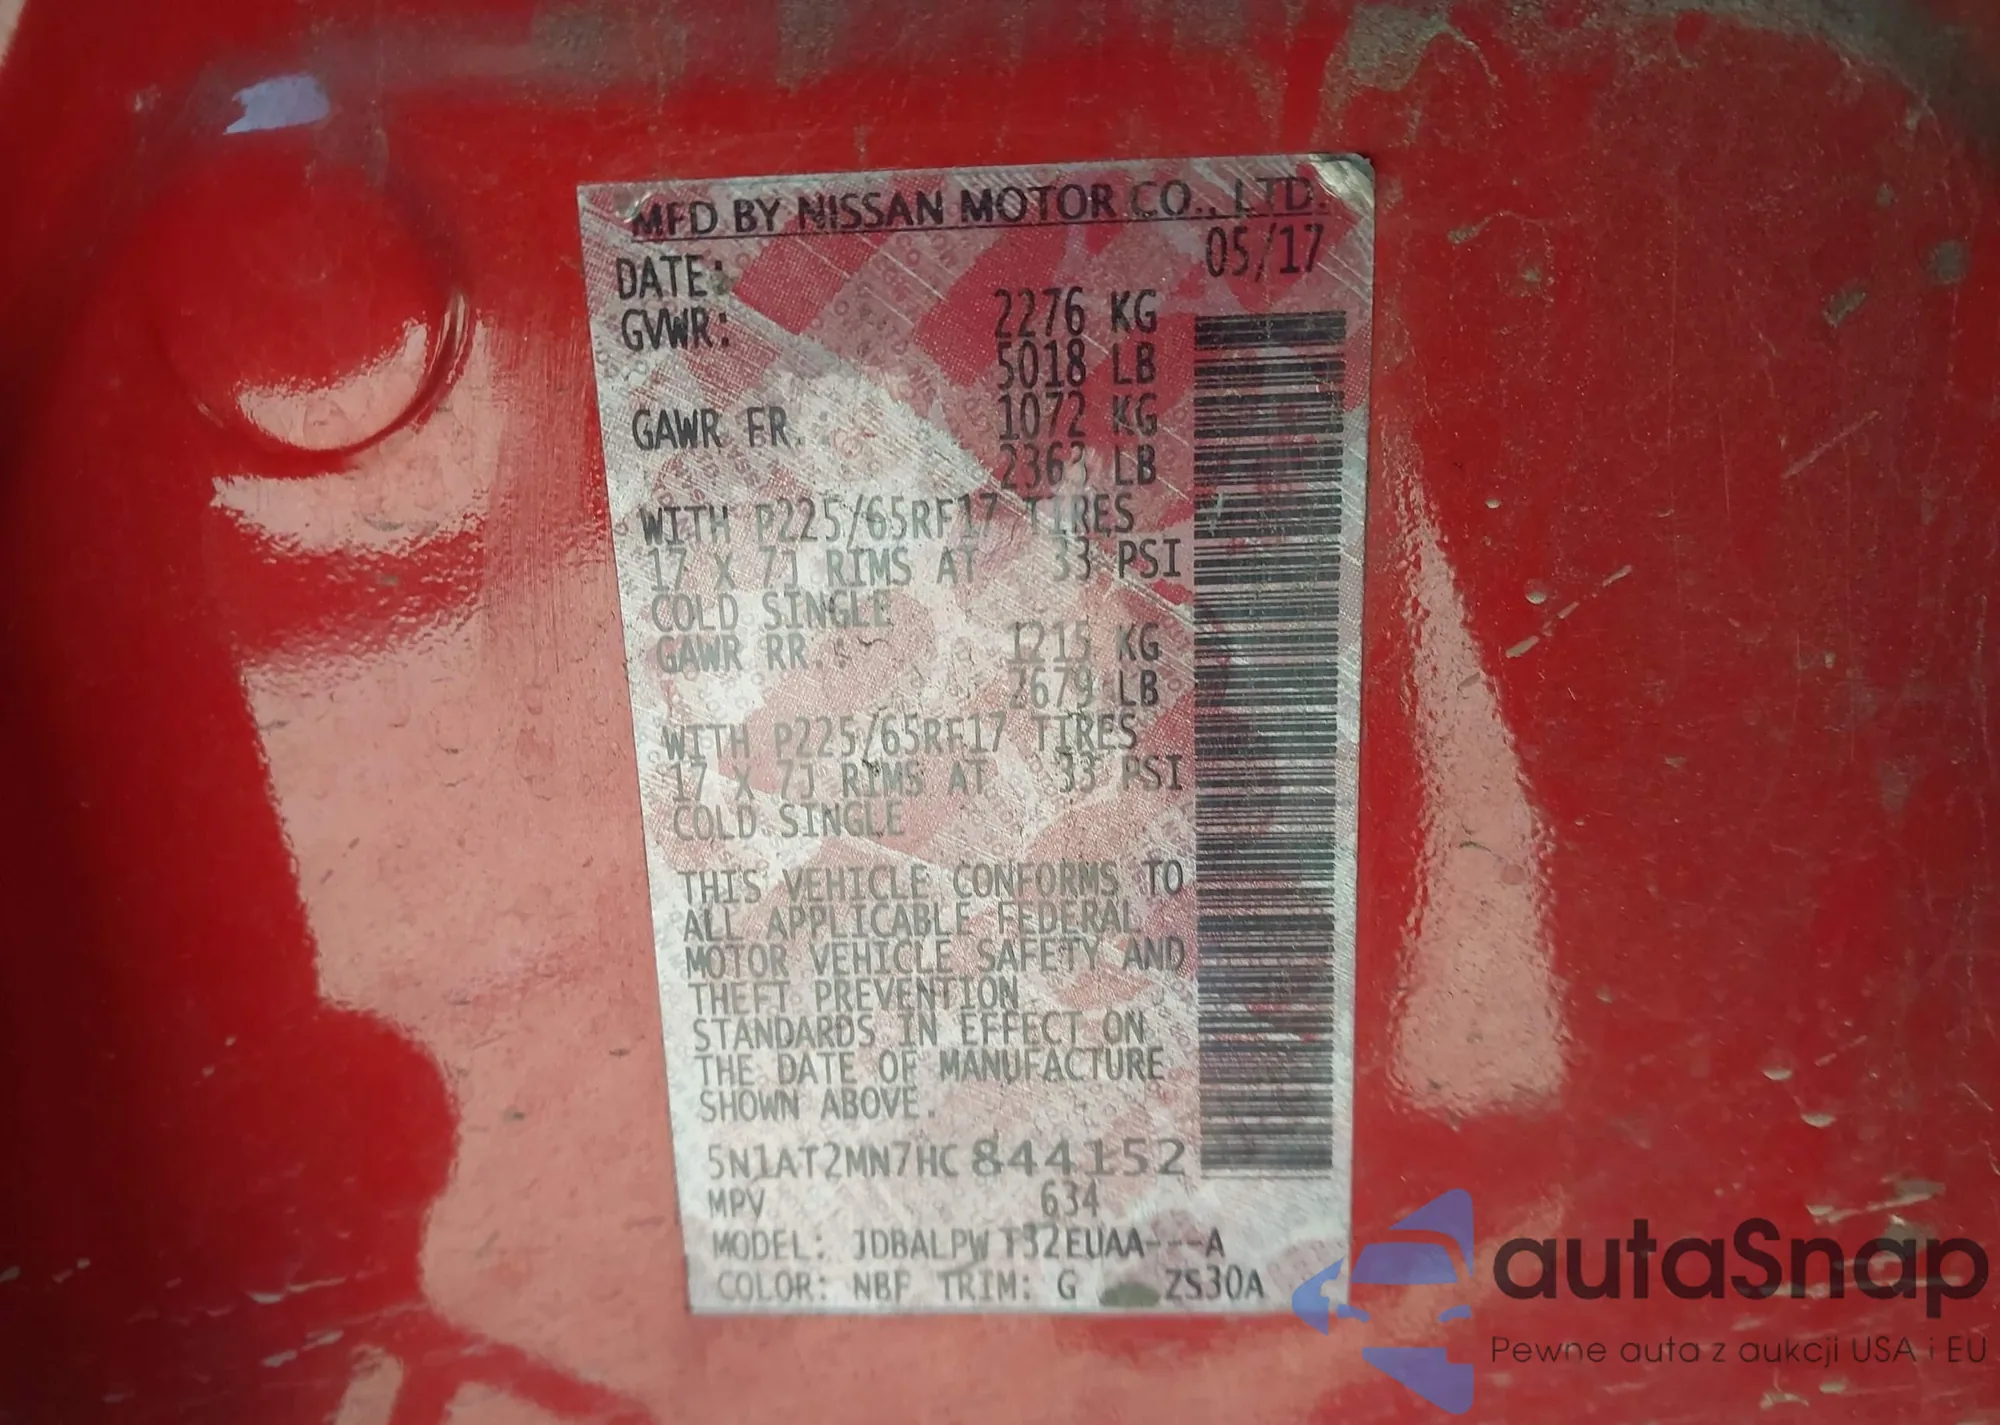 MFD BY NISSAN MOTOR CO., LTD.
DATE: 05/17
GVWR: 2276 KG
5018 LB
GAWR FR.: 1072 KG
2363 LB
WITH P225/65RF17 TIRES
17 X 7J RIMS AT 33 PSI
COLD SINGLE
GAWR RR.: 1215 KG
2679 LB
WITH P225/65RF17 TIRES
17 X 7J RIMS AT 33 PSI
COLD SINGLE
THIS VEHICLE CONFORMS TO
ALL APPLICABLE FEDERAL
MOTOR VEHICLE SAFETY AND
THEFT PREVENTION
STANDARDS IN EFFECT ON
THE DATE OF MANUFACTURE
SHOWN ABOVE.
5N1AT2MN7HC844152
MPV 634
MODEL: JDBALPWT32EUAA---A
COLOR: NBF TRIM: G ZS30A
autaSnap
Pewne auta z aukcji USA i EU